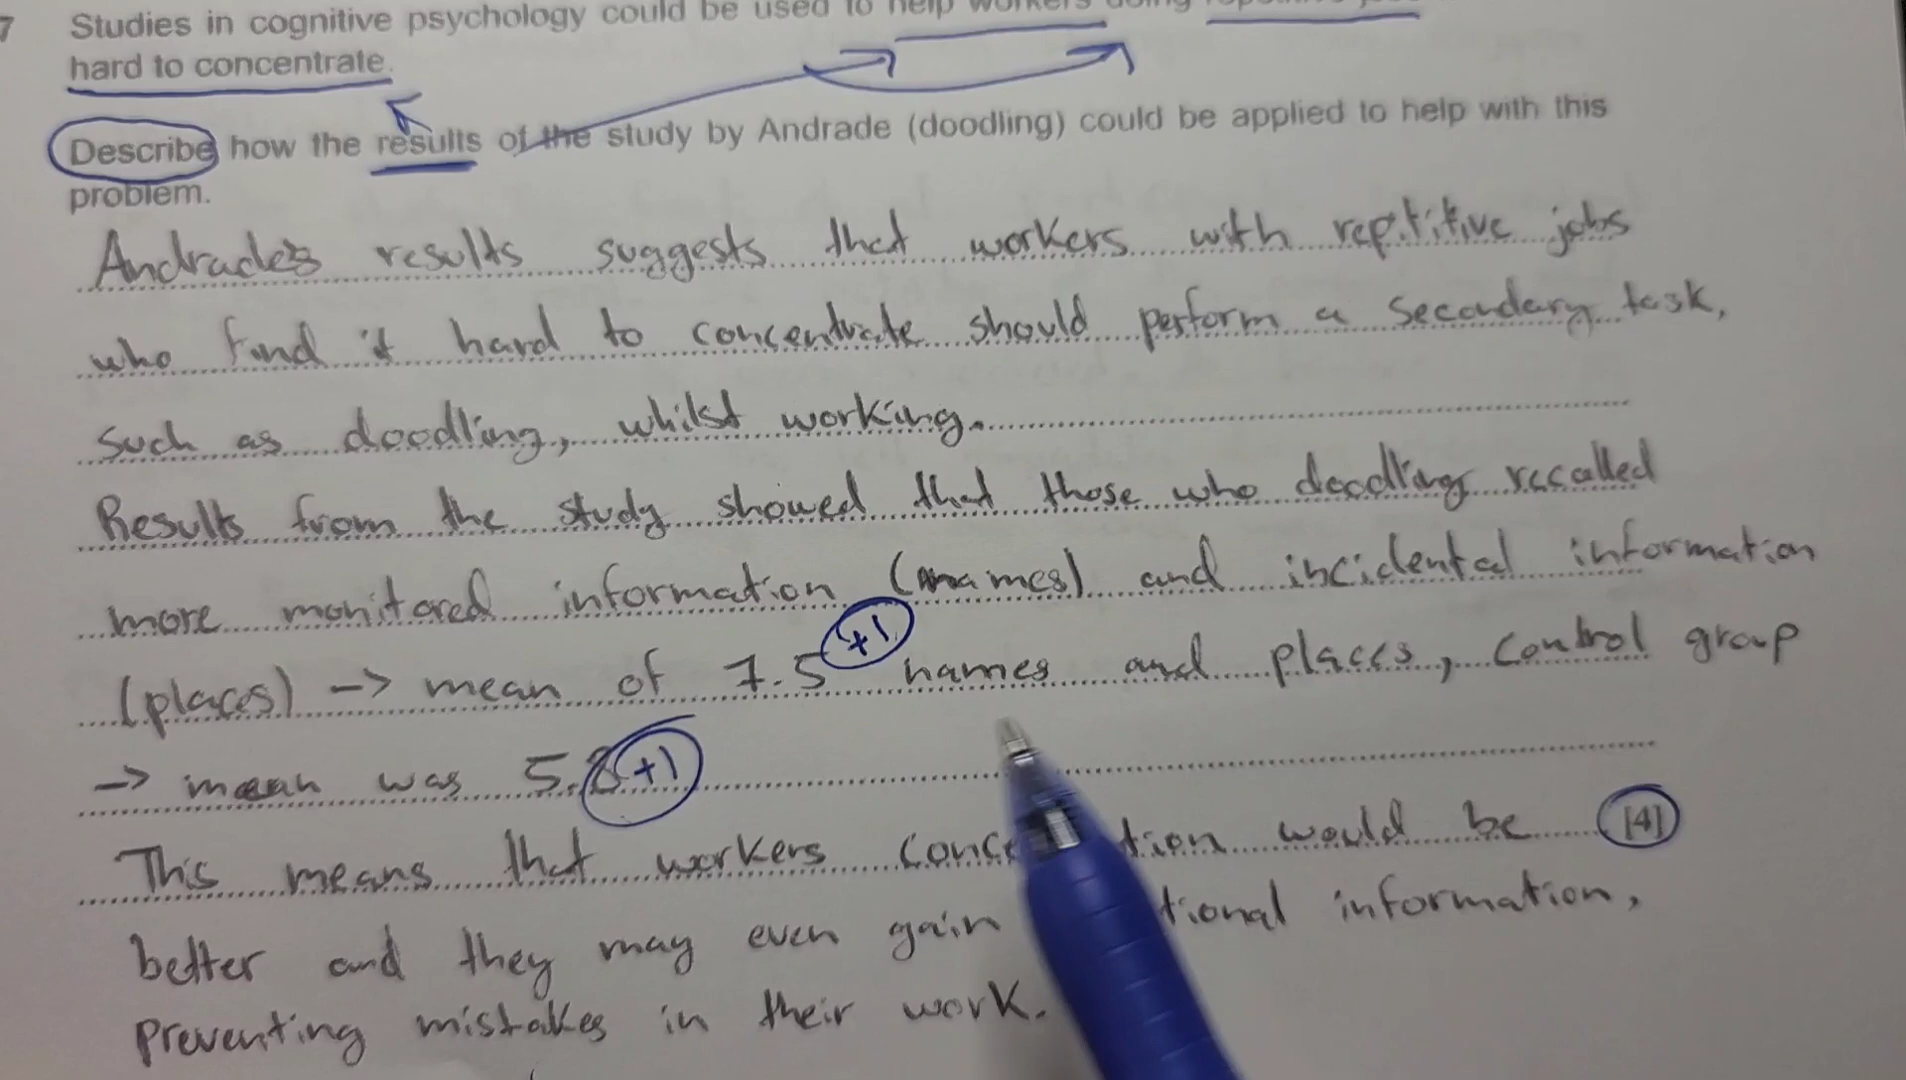 7 Studies in cognitive psychology could be used to help workers doing
hard to concentrate.
Describe how the results of the study by Andrade (doodling) could be applied to help with this
problem.
Andrade's results suggests that workers with reptitive jobs
who find it hard to concentrate should perform a secondary task,
such as doodling, whilst working.
Results from the study showed that those who doodling recalled
more monitored information (names) and incidental information
(places) -> mean of 7.5 +1 names and places, control group
-> mean was 5.8 +1
This means that workers would be [4]
better and they may even gain information,
preventing mistakes in their work.